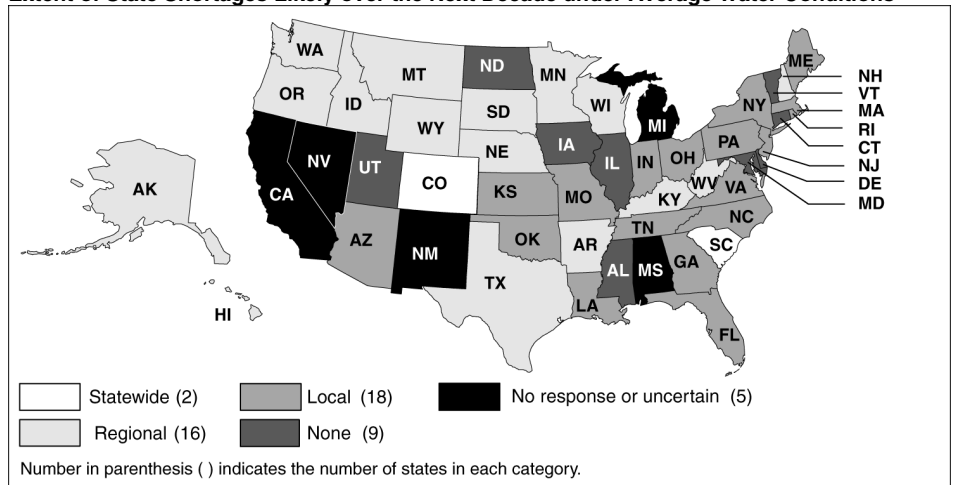 Extent of State Shortages Likely over the Next Decade under Average Water Conditions
WA
MT
ND
MN
ME
NH
VT
OR
ID
SD
WI
NY
MA
WY
MI
RI
IA
PA
CT
NE
NV
UT
IL
IN
OH
NJ
AK
CO
WV
VA
DE
CA
KS
MO
KY
MD
NC
TN
AZ
OK
AR
SC
NM
AL
MS
GA
TX
LA
HI
FL
Statewide (2)
Local (18)
No response or uncertain (5)
Regional (16)
None (9)
Number in parenthesis ( ) indicates the number of states in each category.